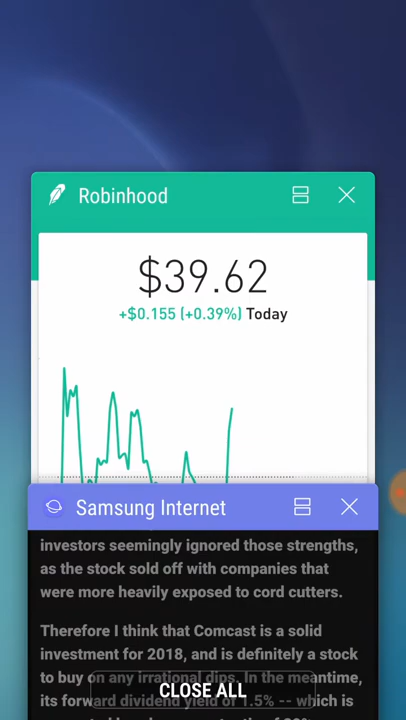 Robinhood
$39.62
+$0.155 (+0.39%) Today
Samsung Internet
investors seemingly ignored those strengths,
as the stock sold off with companies that
were more heavily exposed to cord cutters.
Therefore I think that Comcast is a solid
investment for 2018, and is definitely a stock
to buy on any irrational dips. In the meantime,
CLOSE ALL
its forward dividend yield of 1.5% -- which is